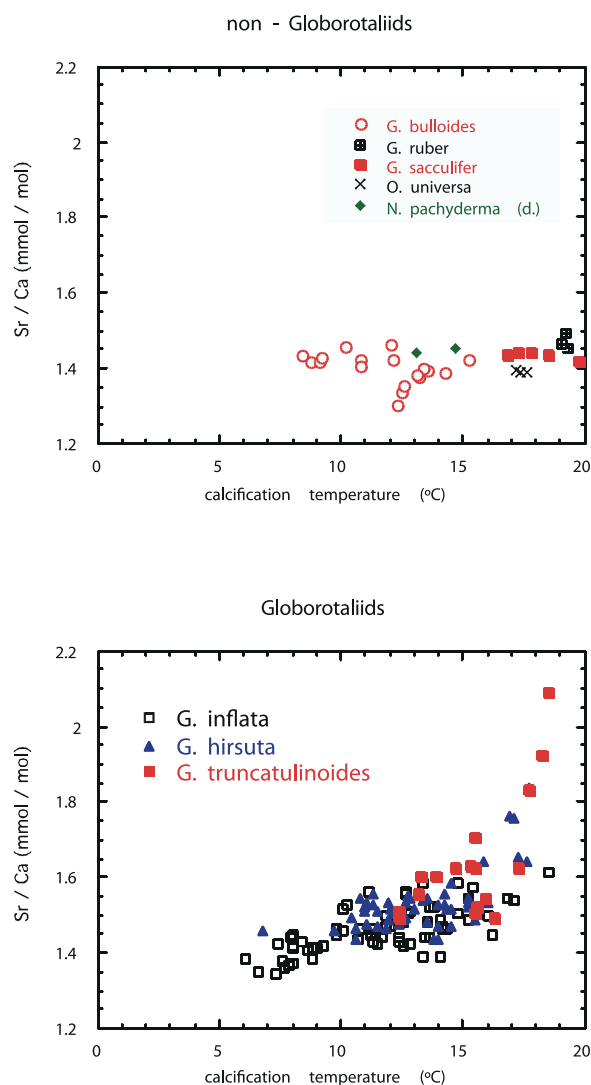 non - Globorotaliids
2.2
2
1.8
1.6
1.4
1.2
Sr / Ca (mmol / mol)
G. bulloides
G. ruber
G. sacculifer
O. universa
N. pachyderma (d.)
0 5 10 15 20
calcification temperature (ºC)
Globorotaliids
2.2
2
1.8
1.6
1.4
1.2
Sr / Ca (mmol / mol)
G. inflata
G. hirsuta
G. truncatulinoides
0 5 10 15 20
calcification temperature (ºC)